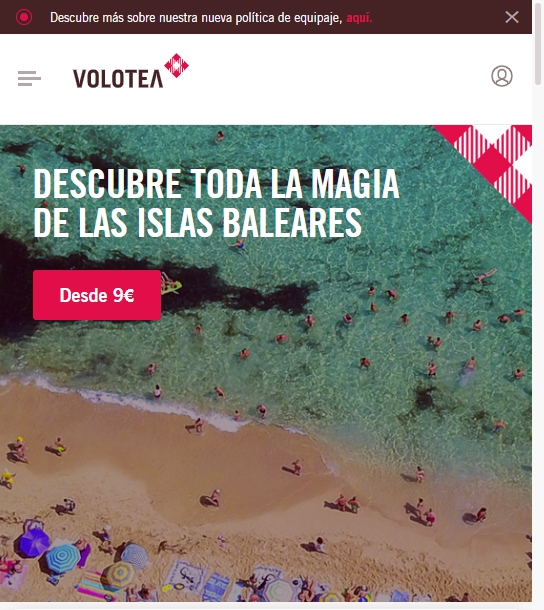 Descubre más sobre nuestra nueva política de equipaje, aquí.
VOLOTEA
DESCUBRE TODA LA MAGIA
DE LAS ISLAS BALEARES
Desde 9€